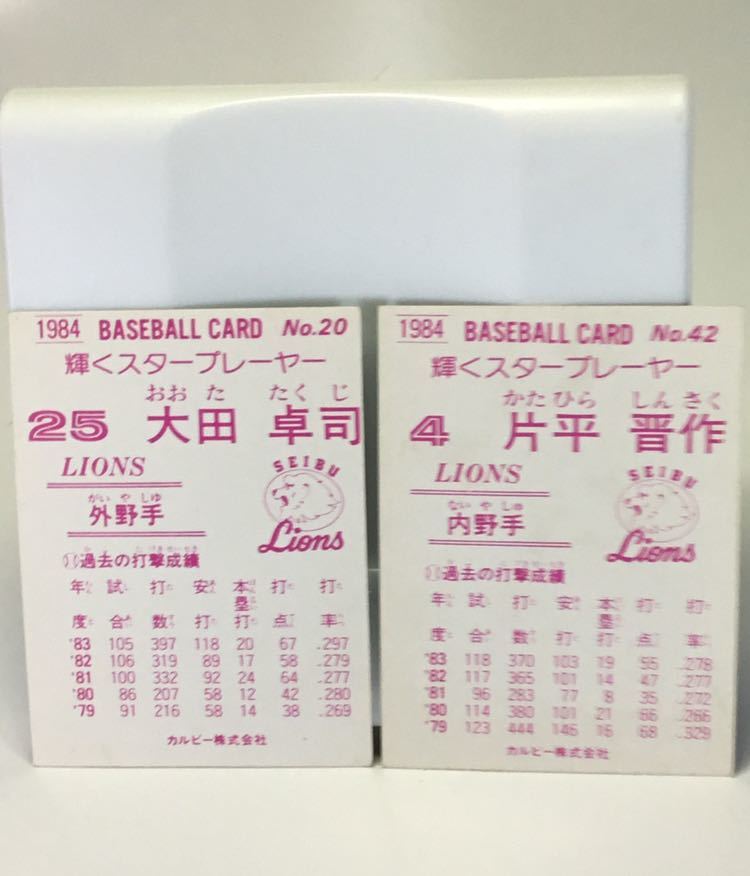 1984 BASEBALL CARD No.20
輝くスタープレーヤー
おお た たく じ
25 大田 卓司
LIONS
がい や しゅ
外野手
SEIBU
Lions
過去の打撃成績
年度 試合 打数 安打 本塁打 打点 打率
'83 105 397 118 20 67 .297
'82 106 319 89 17 58 .279
'81 100 332 92 24 64 .277
'80 86 207 58 12 42 .280
'79 91 216 58 14 38 .269
カルビー株式会社
1984 BASEBALL CARD No.42
輝くスタープレーヤー
かた ひら しん さく
4 片平 晋作
LIONS
ない や しゅ
内野手
SEIBU
Lions
過去の打撃成績
年度 試合 打数 安打 本塁打 打点 打率
'83 118 370 103 19 55 .278
'82 117 365 101 14 47 .277
'81 96 283 77 8 35 .272
'80 114 380 101 21 66 .266
'79 123 444 146 16 68 .329
カルビー株式会社